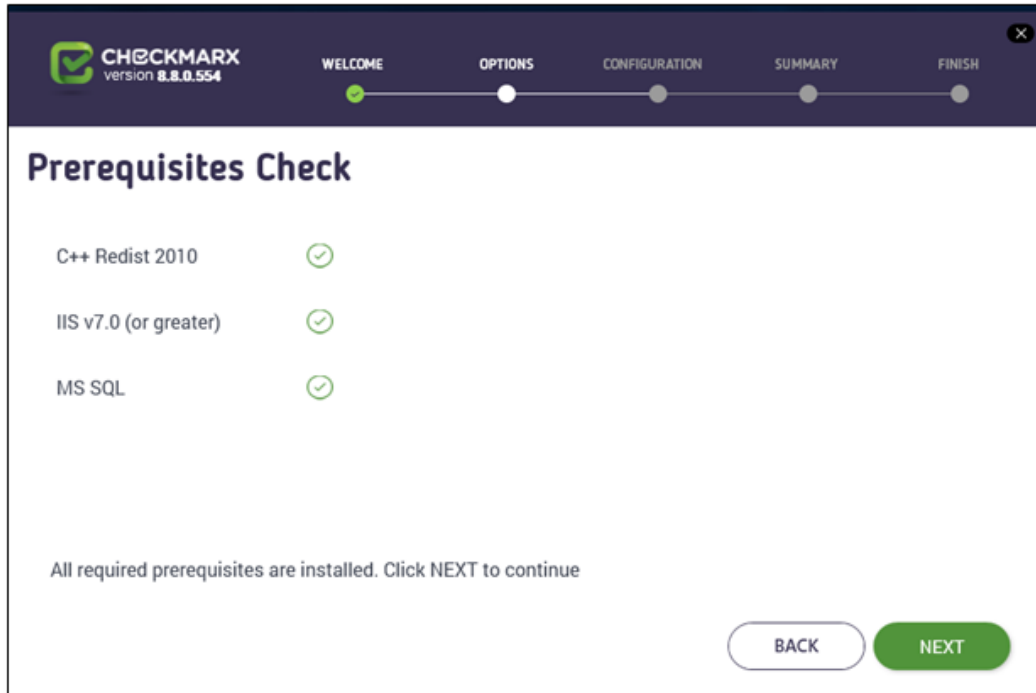 CHECKMARX
version 8.8.0.554
WELCOME
OPTIONS
CONFIGURATION
SUMMARY
FINISH
Prerequisites Check
C++ Redist 2010
IIS v7.0 (or greater)
MS SQL
All required prerequisites are installed. Click NEXT to continue
BACK
NEXT